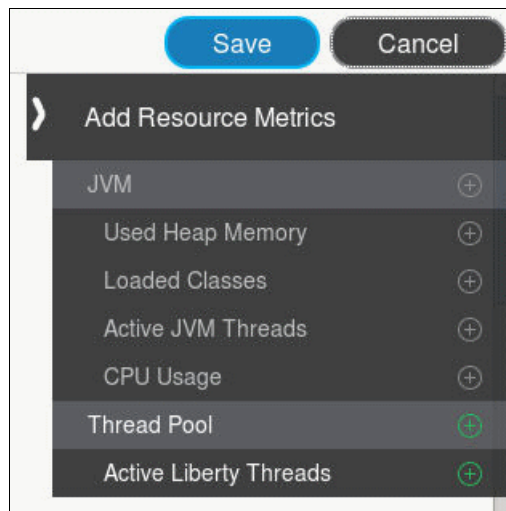 Save Cancel
Add Resource Metrics
JVM
Used Heap Memory
Loaded Classes
Active JVM Threads
CPU Usage
Thread Pool
Active Liberty Threads